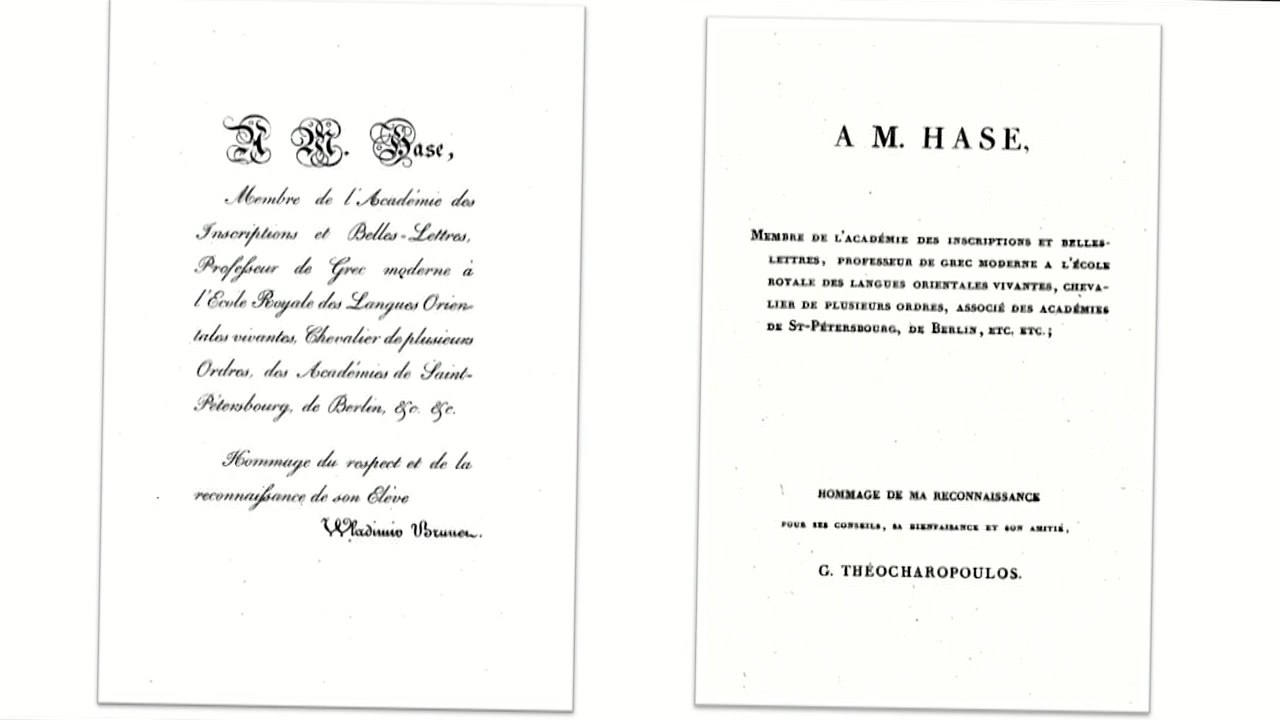 A M. Hase,
Membre de l'Académie des
Inscriptions et Belles-Lettres,
Professeur de Grec moderne à
l'Ecole Royale des Langues Orien-
tales vivantes, Chevalier de plusieurs
Ordres, des Académies de Saint-
Pétersbourg, de Berlin, &c. &c.
Hommage du respect et de la
reconnaissance de son Elève
Wladimir Brunet.
A M. HASE,
MEMBRE DE L'ACADÉMIE DES INSCRIPTIONS ET BELLES-
LETTRES, PROFESSEUR DE GREC MODERNE A L'ÉCOLE
ROYALE DES LANGUES ORIENTALES VIVANTES, CHEVA-
LIER DE PLUSIEURS ORDRES, ASSOCIÉ DES ACADÉMIES
DE ST-PÉTERSBOURG, DE BERLIN, ETC. ETC.;
HOMMAGE DE MA RECONNAISSANCE
POUR SES CONSEILS, SA BIENFAISANCE ET SON AMITIÉ,
G. THÉOCHAROPOULOS.